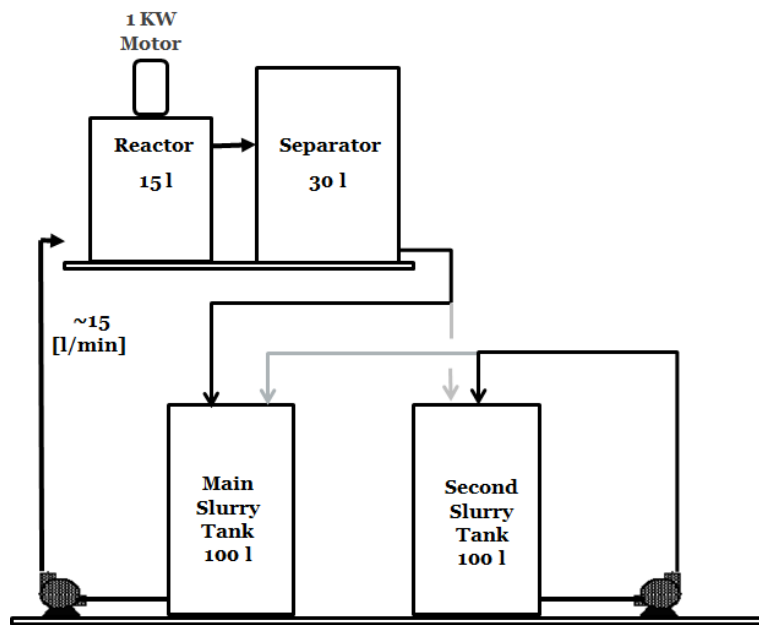 1 KW
Motor
Reactor
15 l
Separator
30 l
~15
[l/min]
Main
Slurry
Tank
100 l
Second
Slurry
Tank
100 l